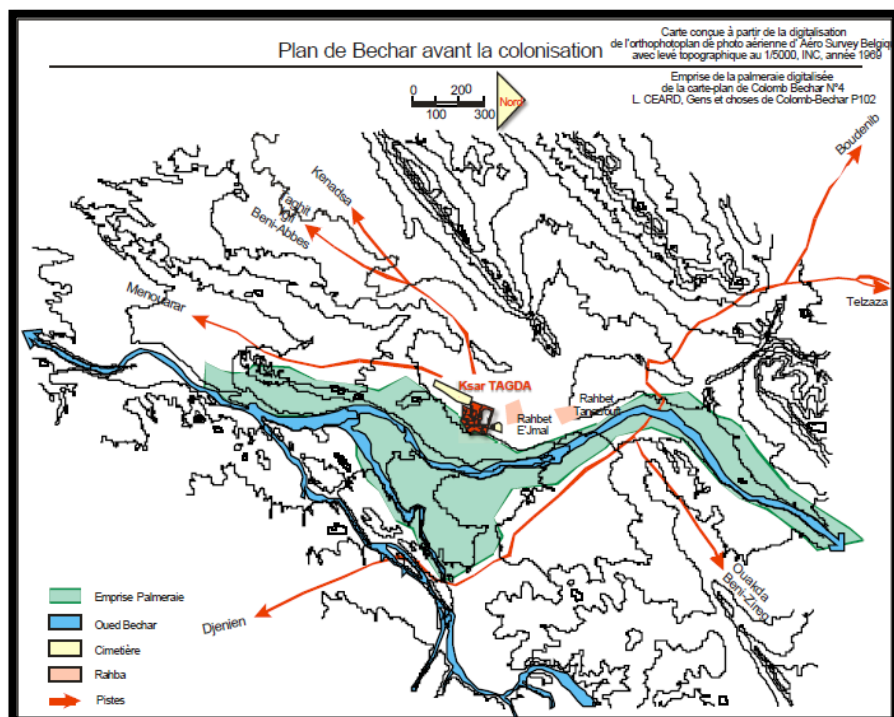 Plan de Bechar avant la colonisation
Carte conçue à partir de la digitalisation
de l'orthophotoplan de photo aérienne d' Aéro Survey Belgiqu
avec levé topographique au 1/5000, INC, année 1969
Emprise de la palmeraie digitalisée
de la carte-plan de Colomb Bechar N°4
L. CEARD, Gens et choses de Colomb-Bechar P102
0 200
100 300
Nord
Boudenib
Kenadsa
Taghit
Igli
Beni-Abbes
Menouarar
Telzaza
Ksar TAGDA
Rahbet
E'Jmal
Rahbet
Ouakda
Beni-Zireg
Djenien
Emprise Palmeraie
Oued Bechar
Cimetière
Rahba
Pistes